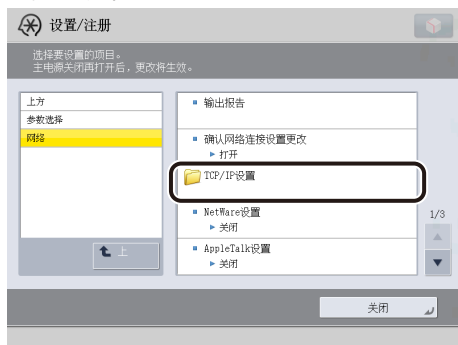 设置/注册
选择要设置的项目。
主电源关闭再打开后，更改将生效。
上方
参数选择
网络
上
输出报告
确认网络连接设置更改
打开
TCP/IP设置
NetWare设置
关闭
AppleTalk设置
关闭
1/3
关闭